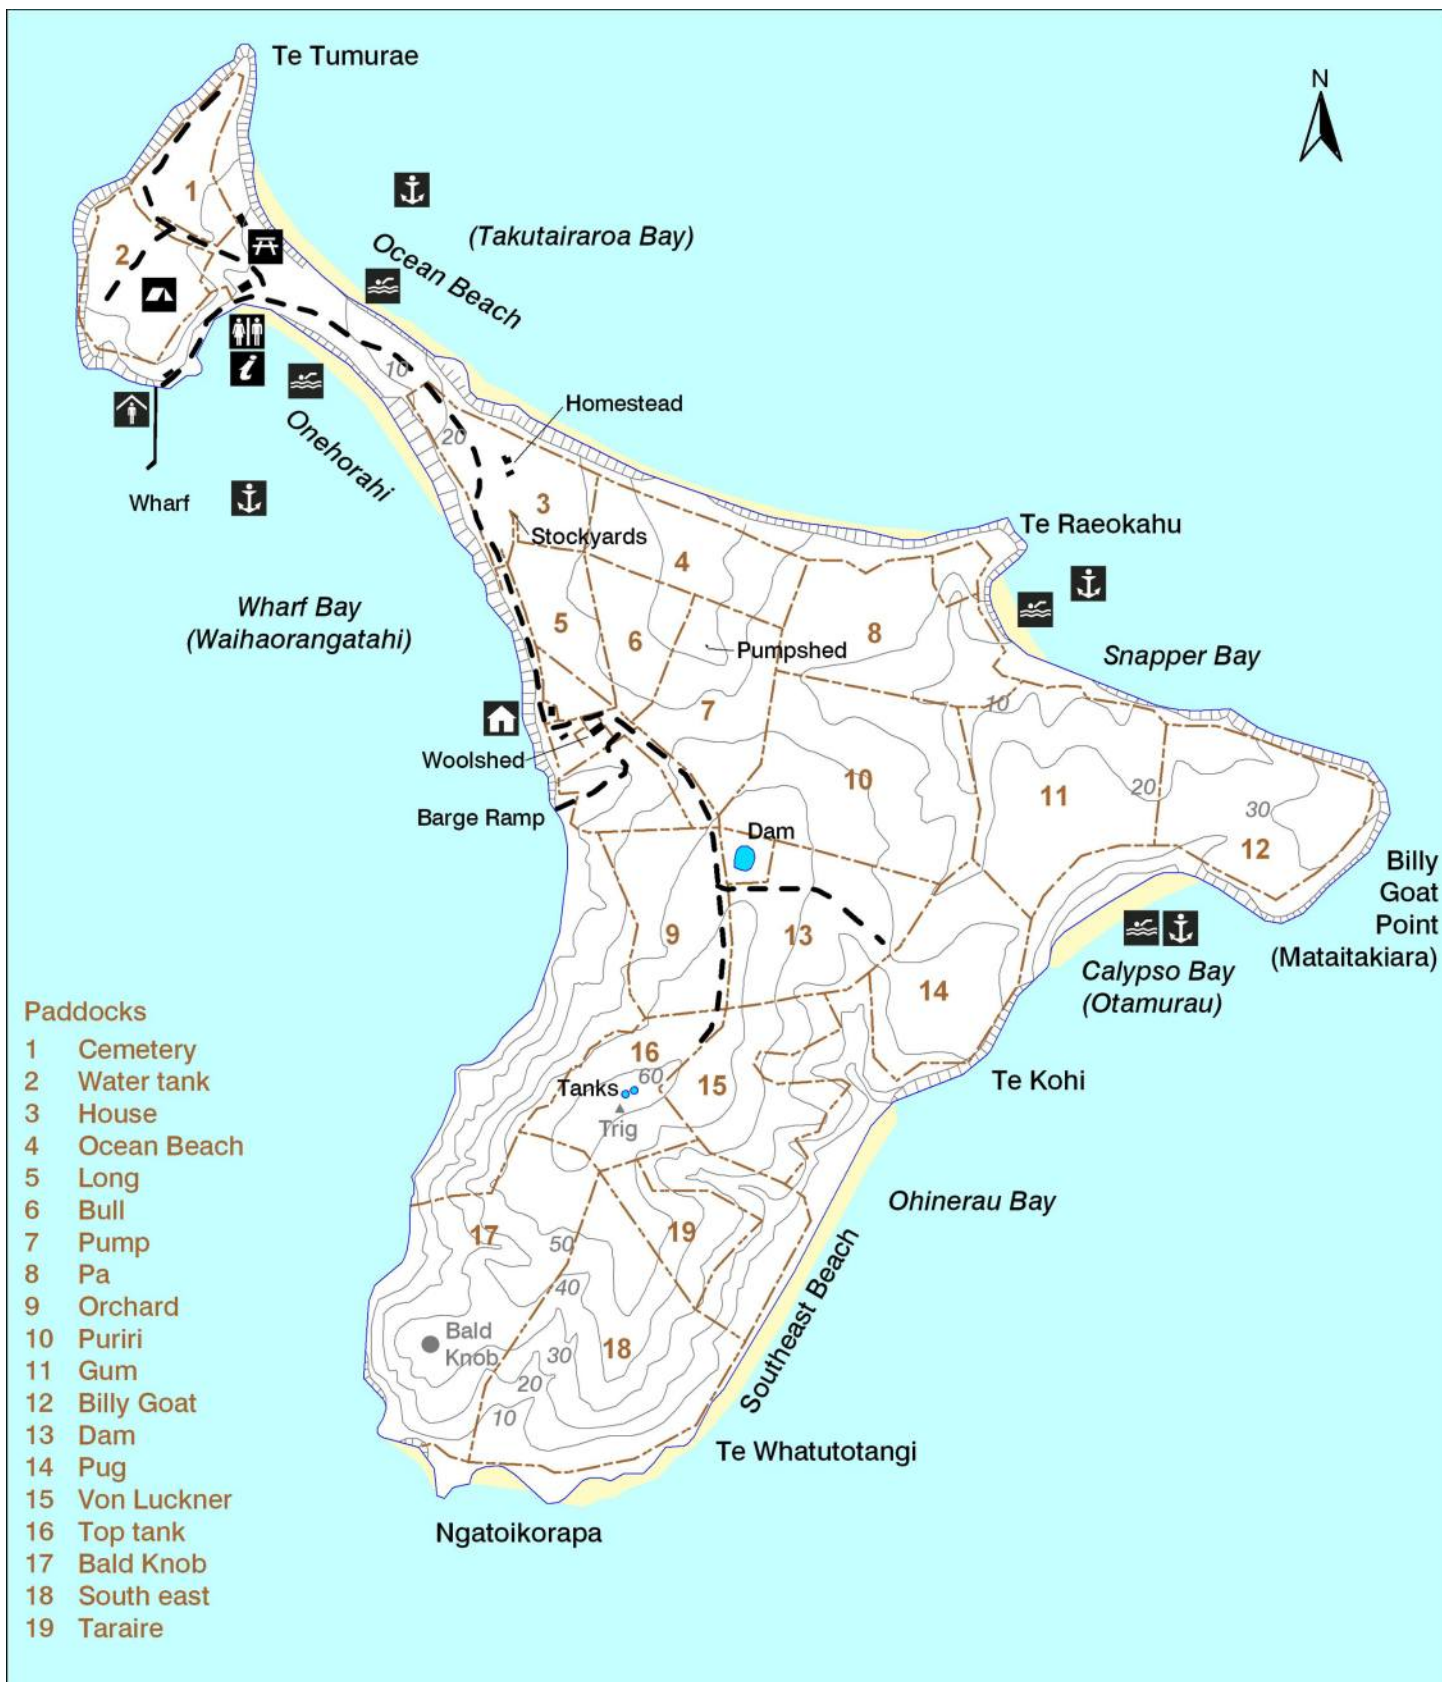 Te Tumurae
N
1
(Takutairaroa Bay)
Ocean Beach
2
10
Homestead
20
Onehorahi
Wharf
3
Te Raeokahu
Stockyards
4
Wharf Bay
(Waihaorangatahi)
5
6
8
Pumpshed
Snapper Bay
7
10
Woolshed
10
11
20
30
Barge Ramp
Dam
12
Billy
Goat
Point
(Mataitakiara)
9
13
Calypso Bay
(Otamurau)
14
16
60
Tanks
15
Te Kohi
Trig
Ohinerau Bay
17
19
50
40
Southeast Beach
Bald
Knob
18
30
20
10
Te Whatutotangi
Ngatoikorapa
Paddocks
1 Cemetery
2 Water tank
3 House
4 Ocean Beach
5 Long
6 Bull
7 Pump
8 Pa
9 Orchard
10 Puriri
11 Gum
12 Billy Goat
13 Dam
14 Pug
15 Von Luckner
16 Top tank
17 Bald Knob
18 South east
19 Taraire